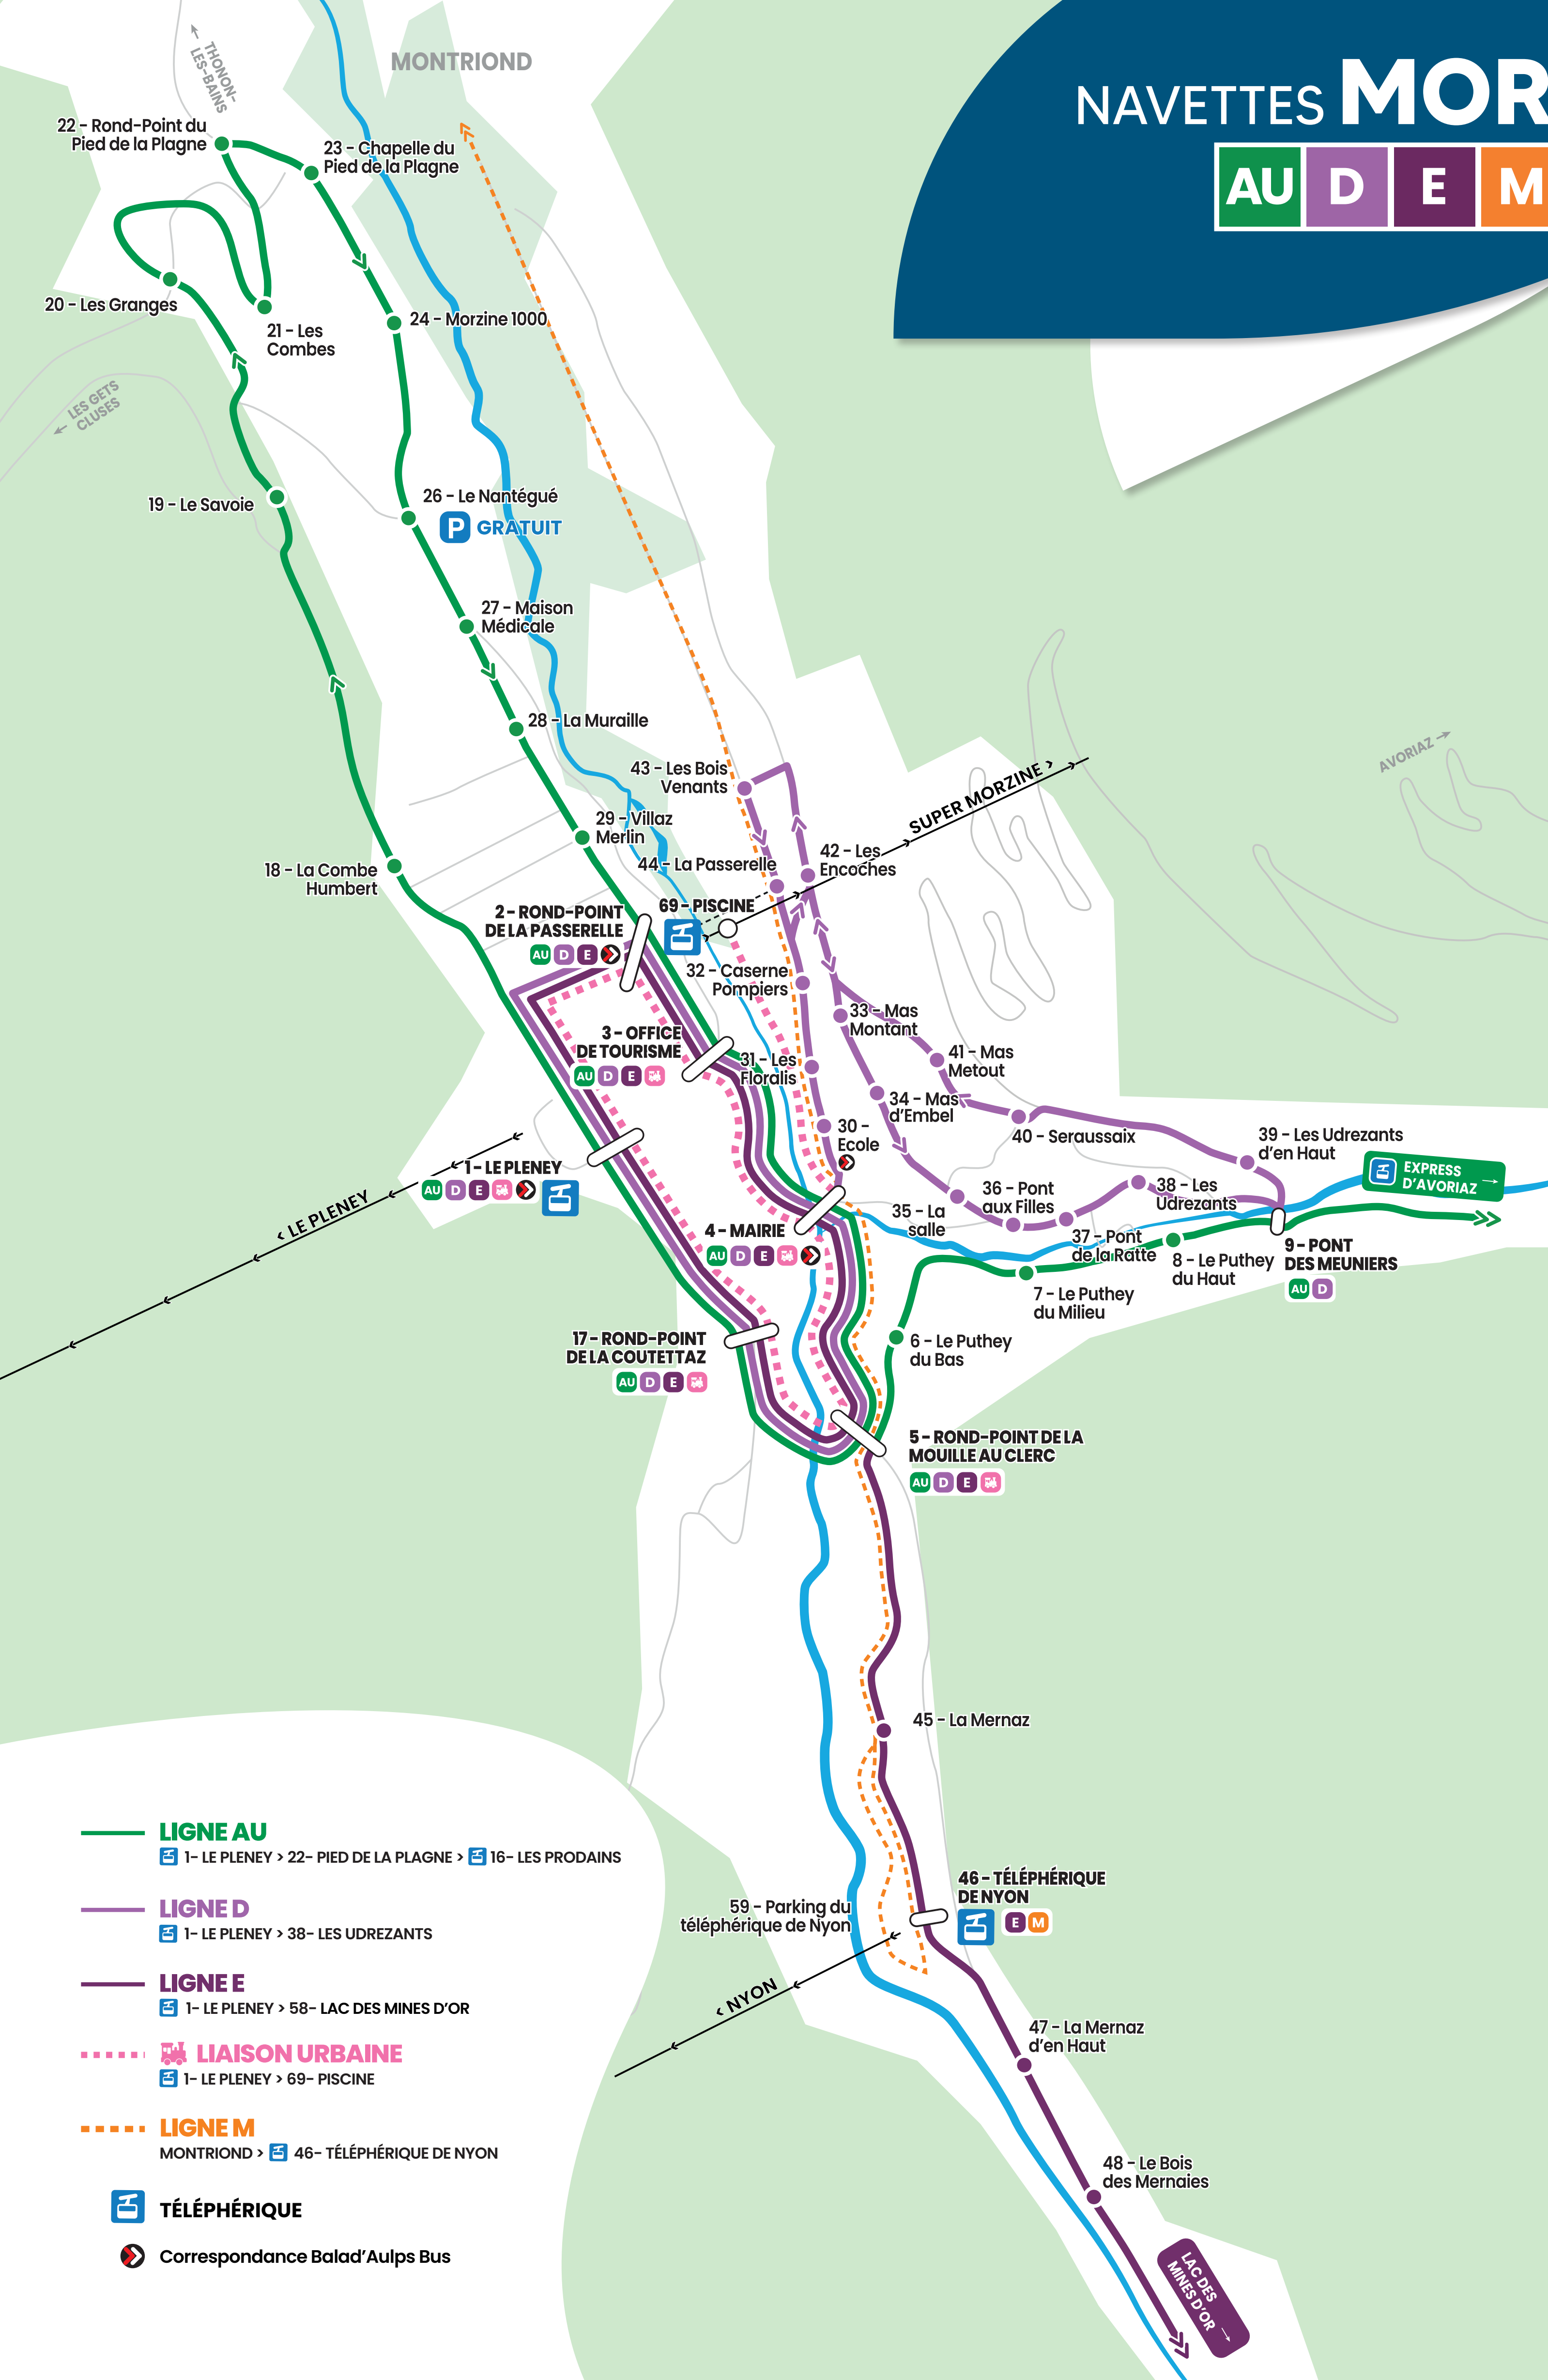 NAVETTES MOR
AU D E M
MONTRIOND
← THONON-
LES-BAINS
22 - Rond-Point du
Pied de la Plagne
23 - Chapelle du
Pied de la Plagne
20 - Les Granges
21 - Les
Combes
24 - Morzine 1000
LES GETS
CLUSES
←
19 - Le Savoie
26 - Le Nantégué
P GRATUIT
27 - Maison
Médicale
28 - La Muraille
AVORIAZ →
43 - Les Bois
Venants
SUPER MORZINE >
29 - Villaz
Merlin
44 - La Passerelle
42 - Les
Encoches
18 - La Combe
Humbert
2 - ROND-POINT
DE LA PASSERELLE
AU D E
69 - PISCINE
32 - Caserne
Pompiers
33 - Mas
Montant
3 - OFFICE
DE TOURISME
AU D E
31 - Les
Floralis
41 - Mas
Metout
34 - Mas
d'Embel
30 -
Ecole
40 - Seraussaix
39 - Les Udrezants
d'en Haut
EXPRESS
D'AVORIAZ →
1 - LE PLENEY
AU D E
< LE PLENEY
36 - Pont
aux Filles
38 - Les
Udrezants
35 - La
salle
4 - MAIRIE
AU D E
37 - Pont
de la Ratte
8 - Le Puthey
du Haut
9 - PONT
DES MEUNIERS
AU D
7 - Le Puthey
du Milieu
17 - ROND-POINT
DE LA COUTETTAZ
AU D E
6 - Le Puthey
du Bas
5 - ROND-POINT DE LA
MOUILLE AU CLERC
AU D E
45 - La Mernaz
46 - TÉLÉPHÉRIQUE
DE NYON
E M
59 - Parking du
téléphérique de Nyon
< NYON
47 - La Mernaz
d'en Haut
48 - Le Bois
des Mernaies
LAC DES
MINES D'OR →
LIGNE AU
1- LE PLENEY > 22- PIED DE LA PLAGNE > 16- LES PRODAINS
LIGNE D
1- LE PLENEY > 38- LES UDREZANTS
LIGNE E
1- LE PLENEY > 58- LAC DES MINES D'OR
LIAISON URBAINE
1- LE PLENEY > 69- PISCINE
LIGNE M
MONTRIOND > 46- TÉLÉPHÉRIQUE DE NYON
TÉLÉPHÉRIQUE
Correspondance Balad'Aulps Bus